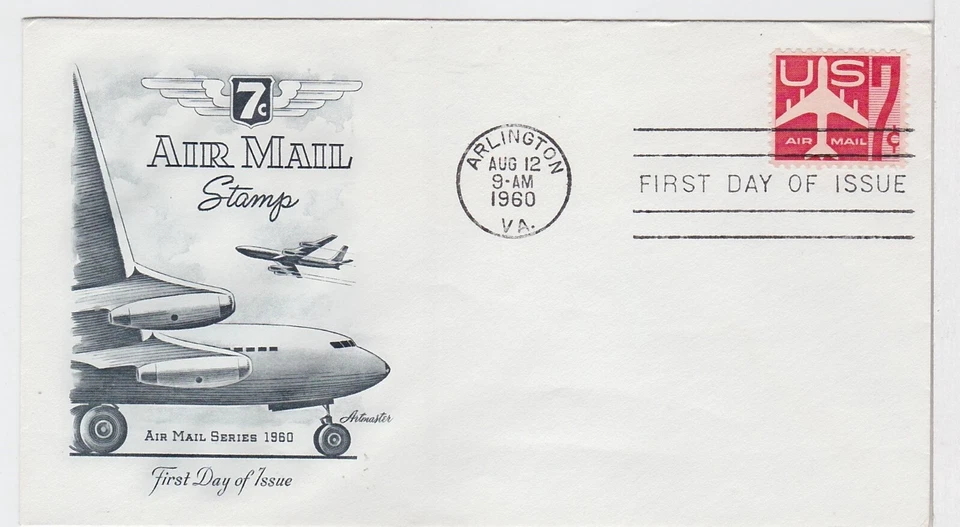 7c
AIR MAIL
Stamp
Artmaster
AIR MAIL SERIES 1960
First Day of Issue
ARLINGTON
AUG 12
9-AM
1960
VA.
US 7¢
AIR MAIL
FIRST DAY OF ISSUE